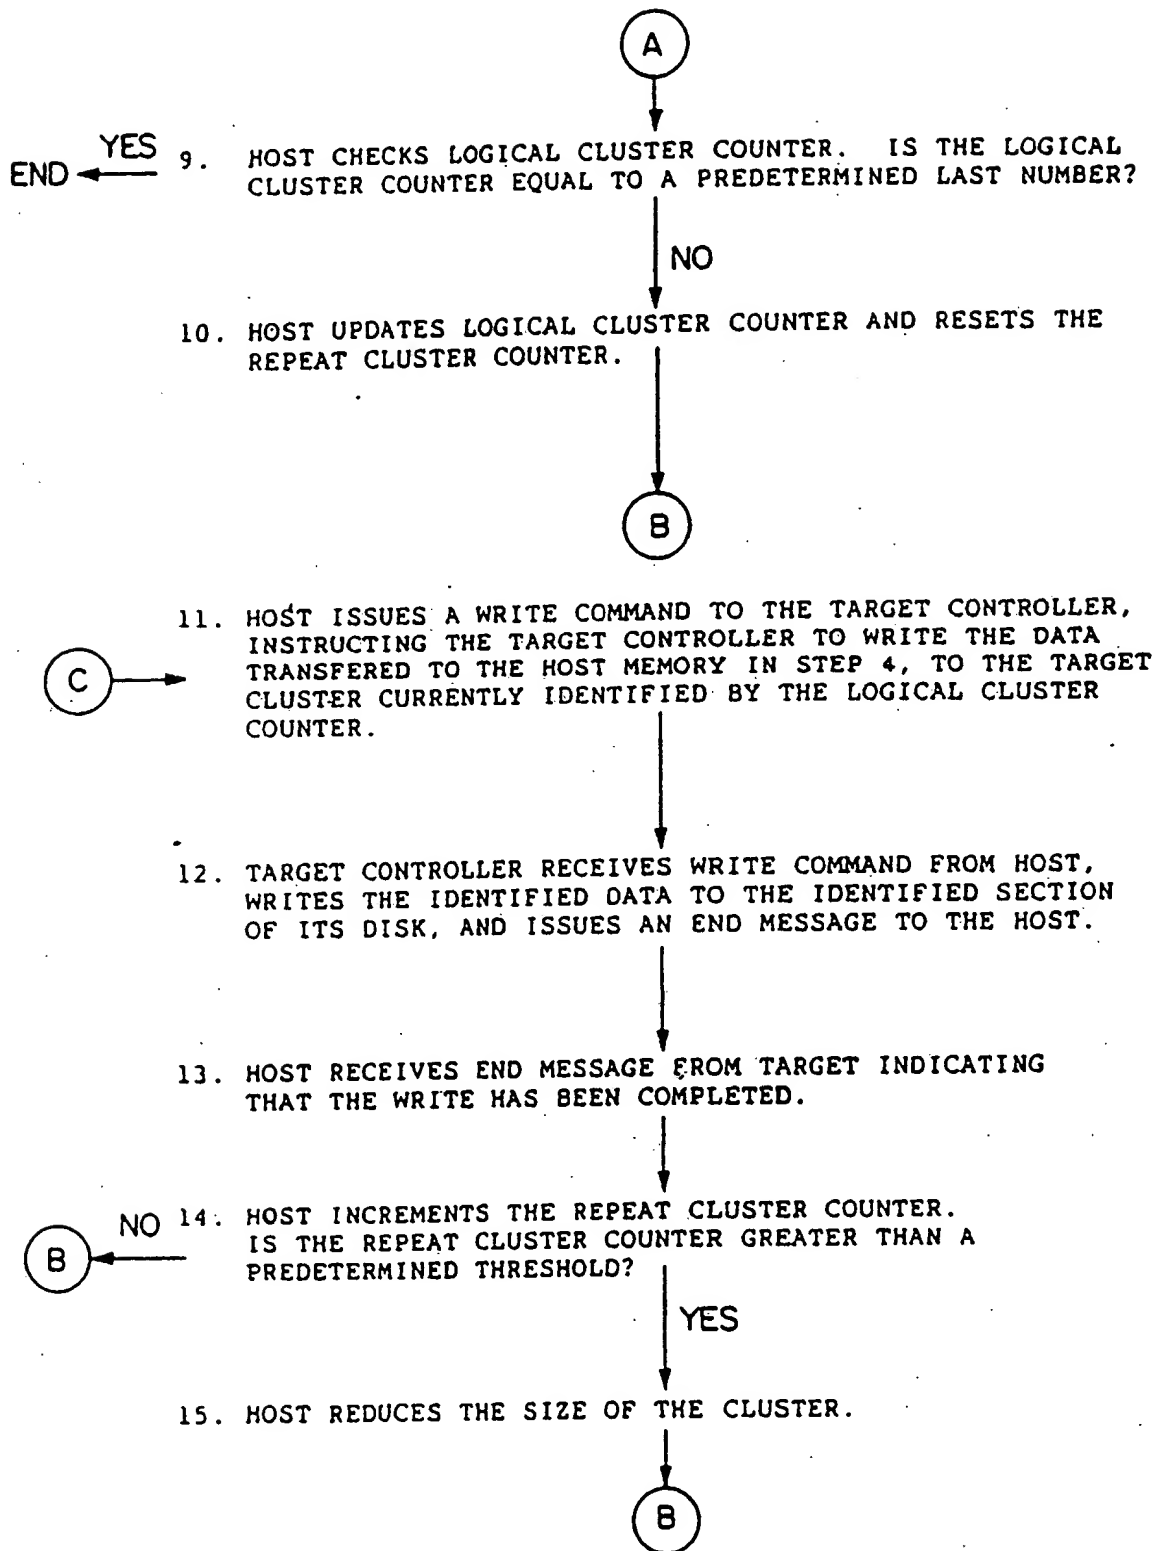 A
YES
END
9. HOST CHECKS LOGICAL CLUSTER COUNTER. IS THE LOGICAL
CLUSTER COUNTER EQUAL TO A PREDETERMINED LAST NUMBER?
NO
10. HOST UPDATES LOGICAL CLUSTER COUNTER AND RESETS THE
REPEAT CLUSTER COUNTER.
B
C
11. HOST ISSUES A WRITE COMMAND TO THE TARGET CONTROLLER,
INSTRUCTING THE TARGET CONTROLLER TO WRITE THE DATA
TRANSFERED TO THE HOST MEMORY IN STEP 4, TO THE TARGET
CLUSTER CURRENTLY IDENTIFIED BY THE LOGICAL CLUSTER
COUNTER.
12. TARGET CONTROLLER RECEIVES WRITE COMMAND FROM HOST,
WRITES THE IDENTIFIED DATA TO THE IDENTIFIED SECTION
OF ITS DISK, AND ISSUES AN END MESSAGE TO THE HOST.
13. HOST RECEIVES END MESSAGE FROM TARGET INDICATING
THAT THE WRITE HAS BEEN COMPLETED.
B
NO
14. HOST INCREMENTS THE REPEAT CLUSTER COUNTER.
IS THE REPEAT CLUSTER COUNTER GREATER THAN A
PREDETERMINED THRESHOLD?
YES
15. HOST REDUCES THE SIZE OF THE CLUSTER.
B